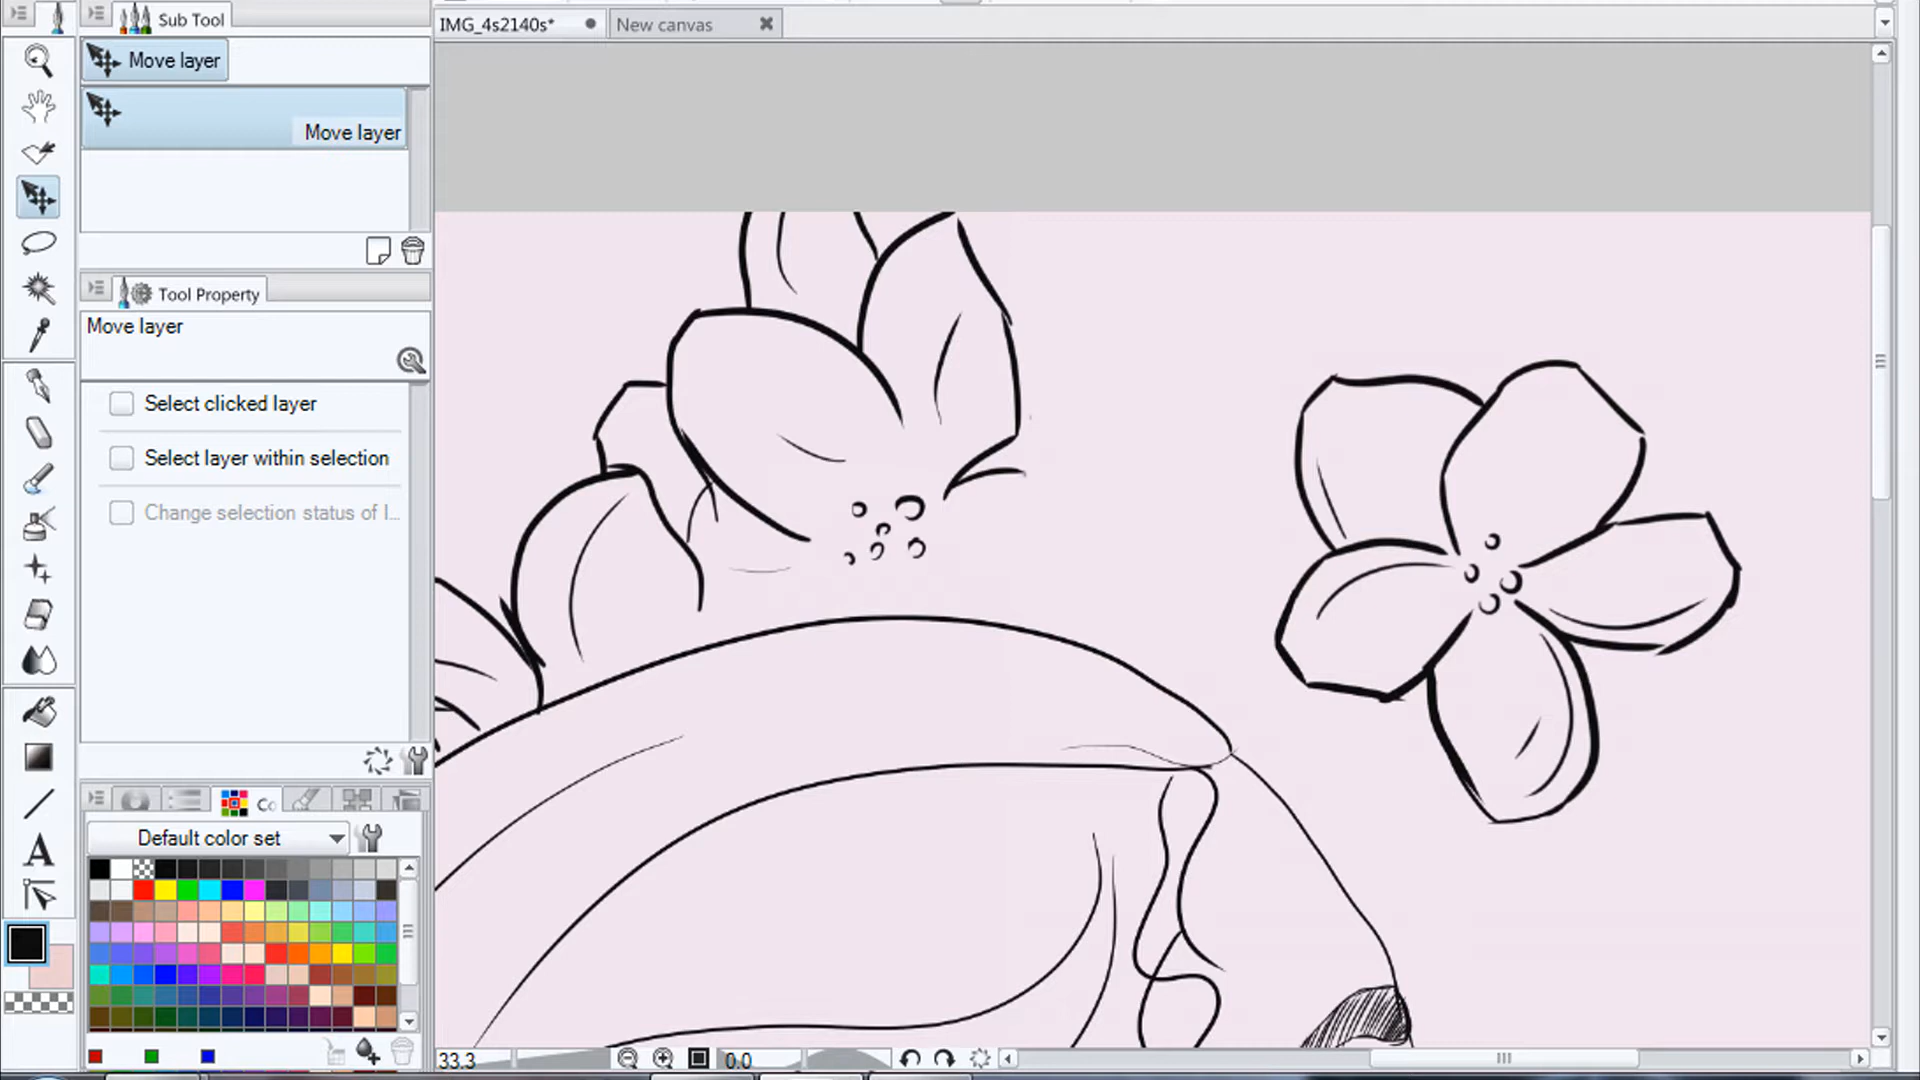 Sub Tool
IMG_4s2140s*
New canvas
Move layer
Move layer
Tool Property
Move layer
Select clicked layer
Select layer within selection
Change selection status of l...
Co
Default color set
A
33.3
0.0